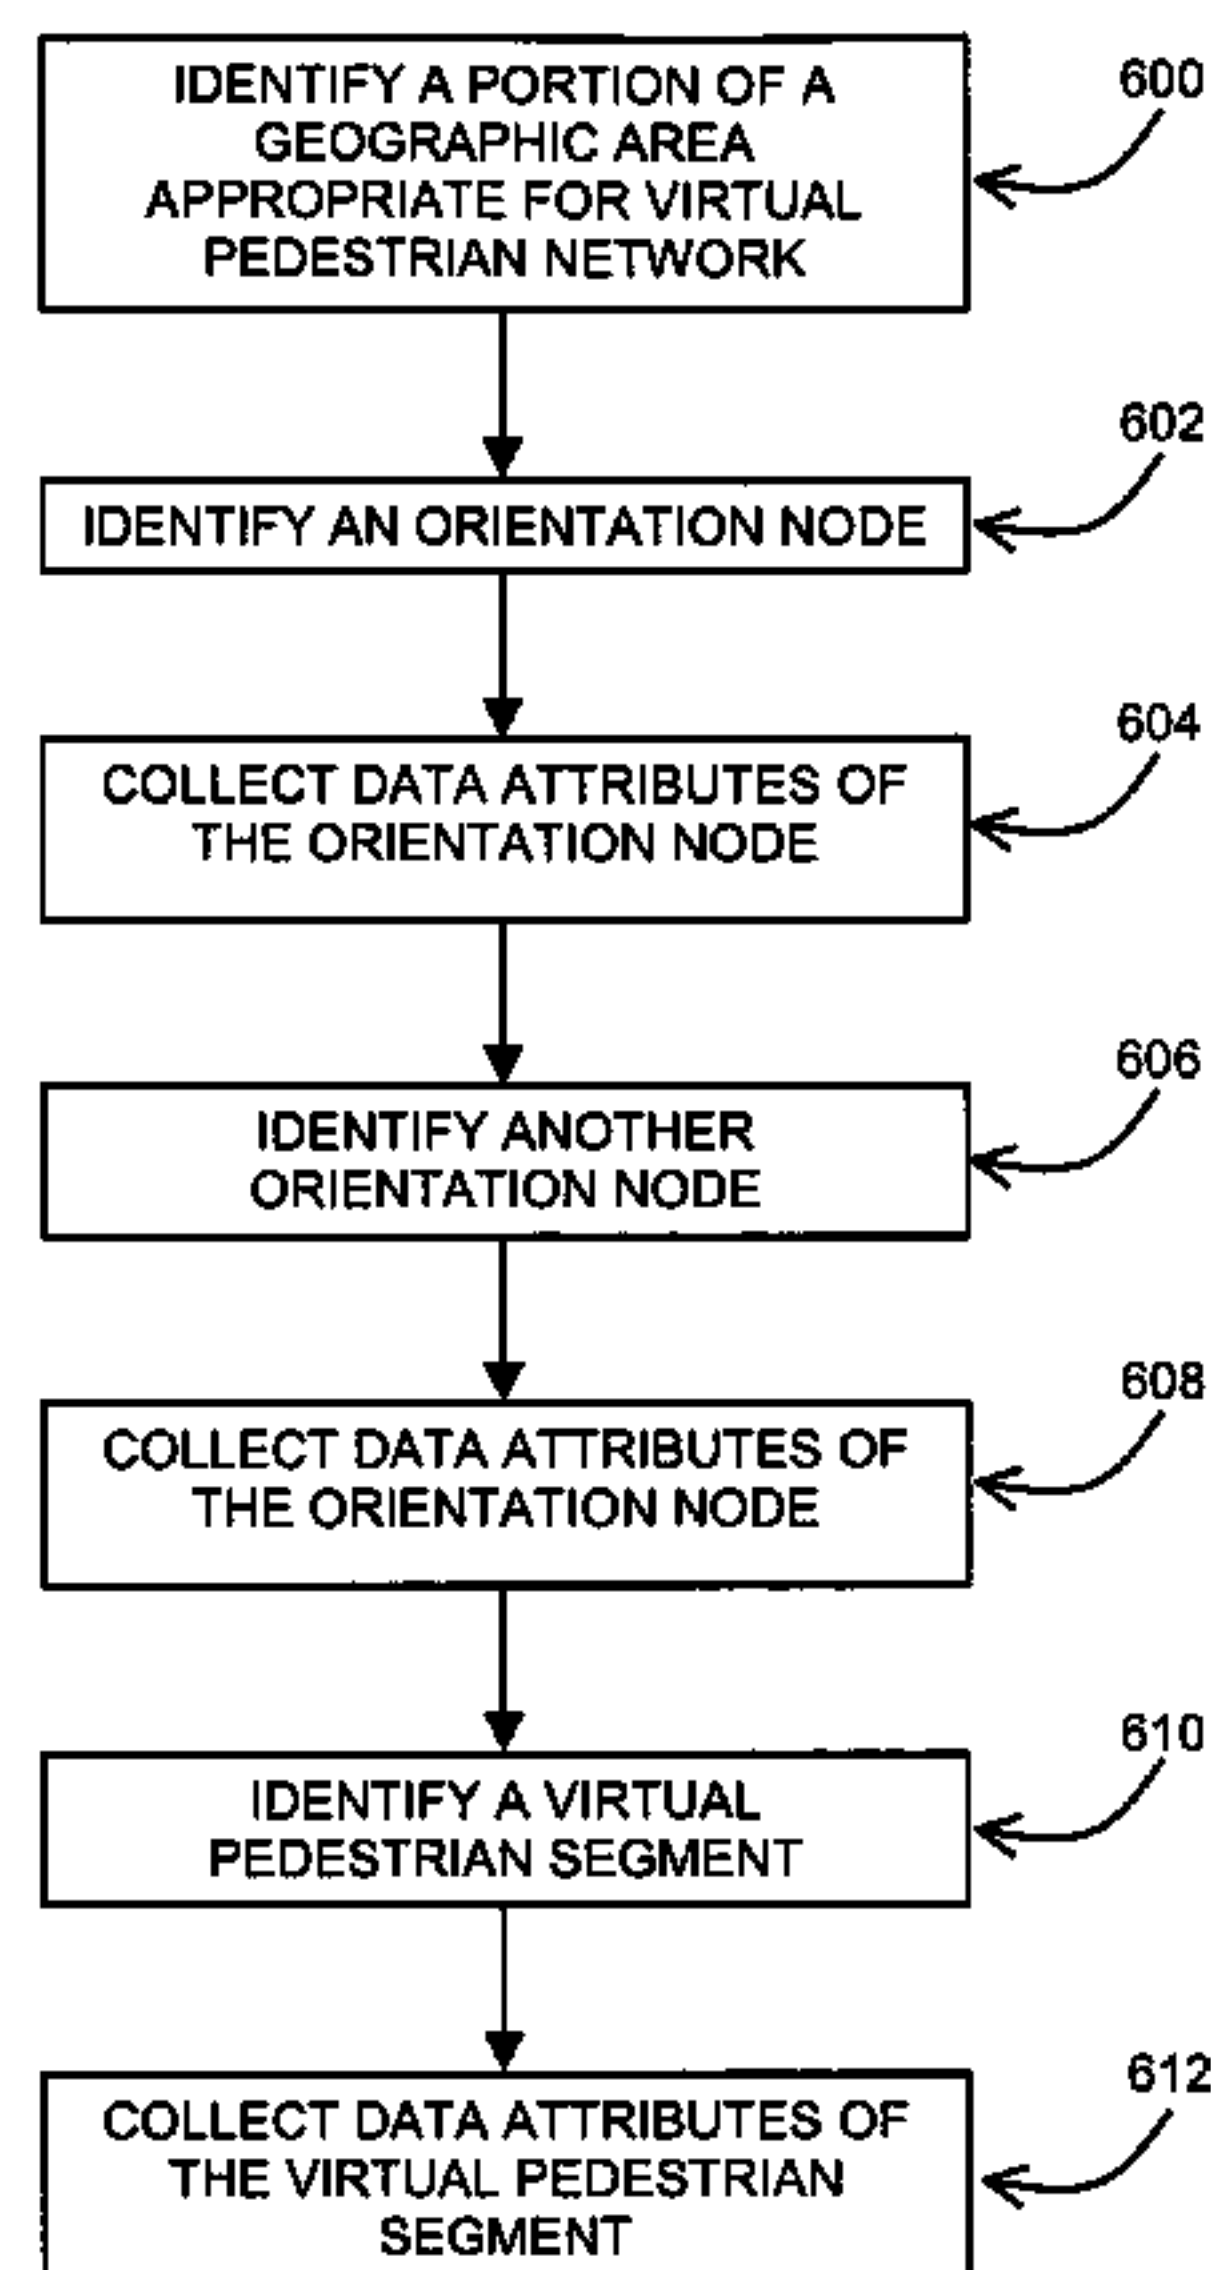 IDENTIFY A PORTION OF A
GEOGRAPHIC AREA
APPROPRIATE FOR VIRTUAL
PEDESTRIAN NETWORK
600
IDENTIFY AN ORIENTATION NODE
602
COLLECT DATA ATTRIBUTES OF
THE ORIENTATION NODE
604
IDENTIFY ANOTHER
ORIENTATION NODE
606
COLLECT DATA ATTRIBUTES OF
THE ORIENTATION NODE
608
IDENTIFY A VIRTUAL
PEDESTRIAN SEGMENT
610
COLLECT DATA ATTRIBUTES OF
THE VIRTUAL PEDESTRIAN
SEGMENT
612